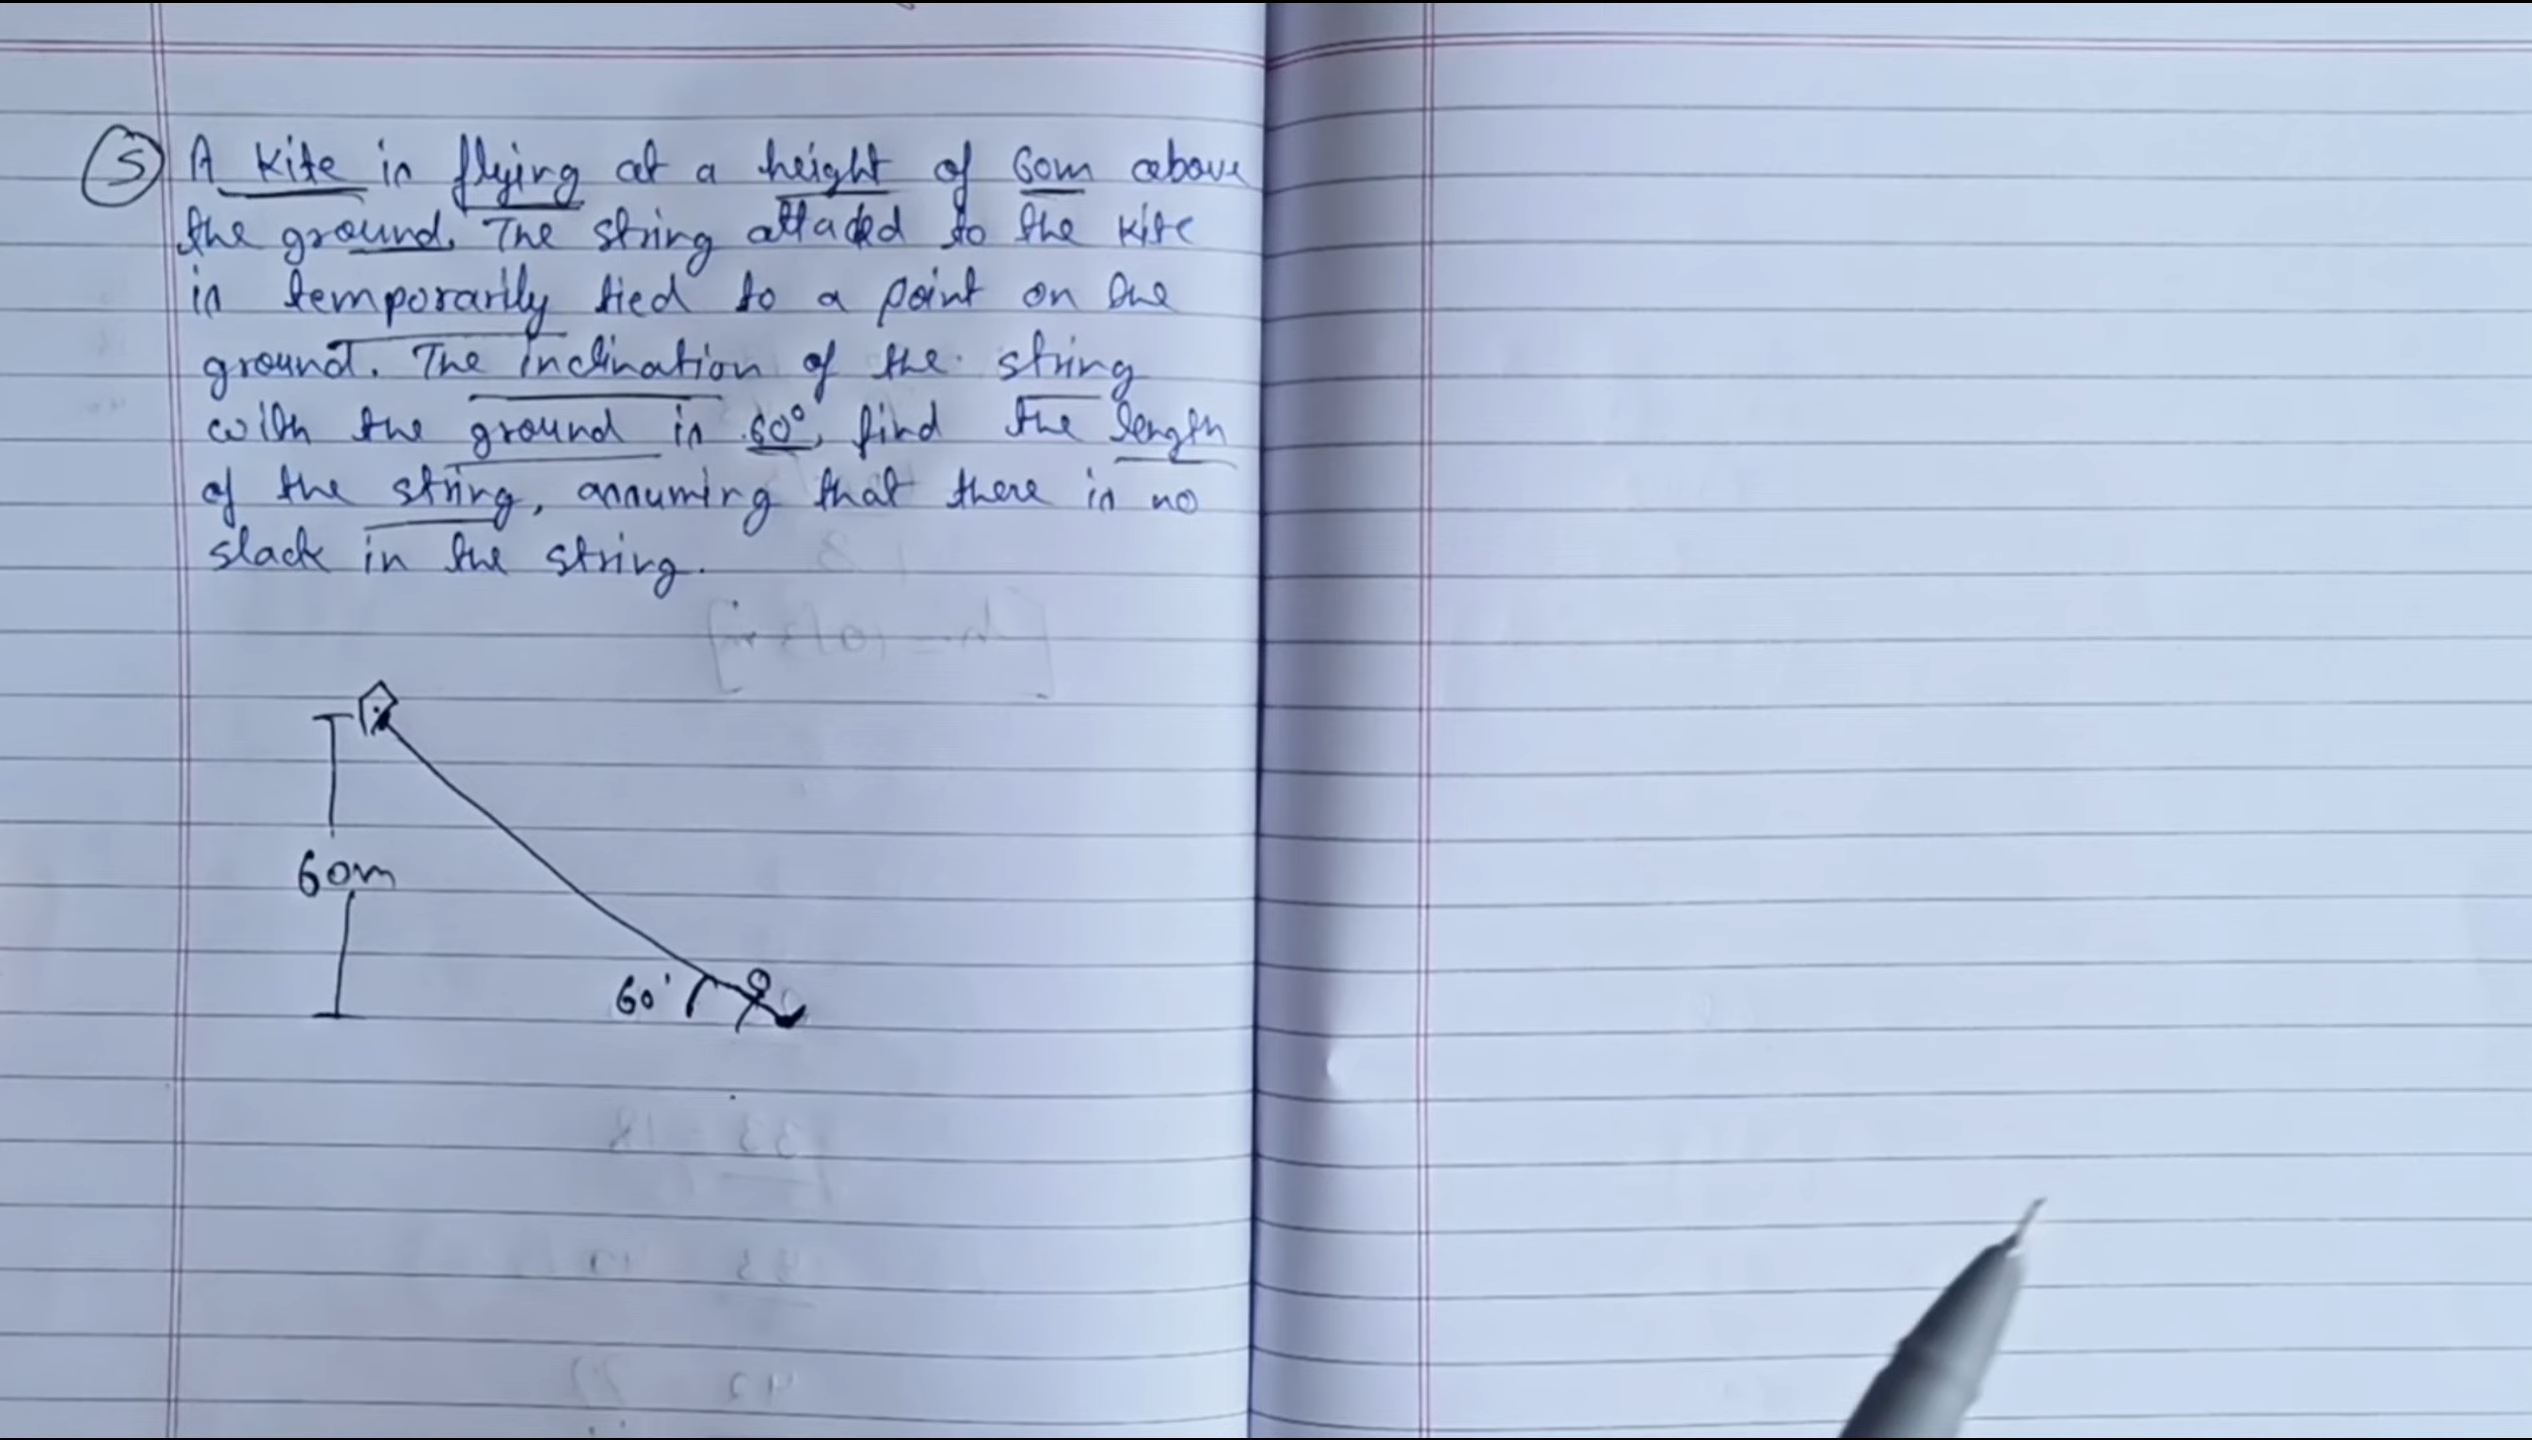 5 A kite is flying at a height of 60m above
the ground. The string attached to the kite
is temporarily tied to a point on the
ground. The inclination of the string
with the ground is 60°, find the length
of the string, assuming that there is no
slack in the string.
60m
60°